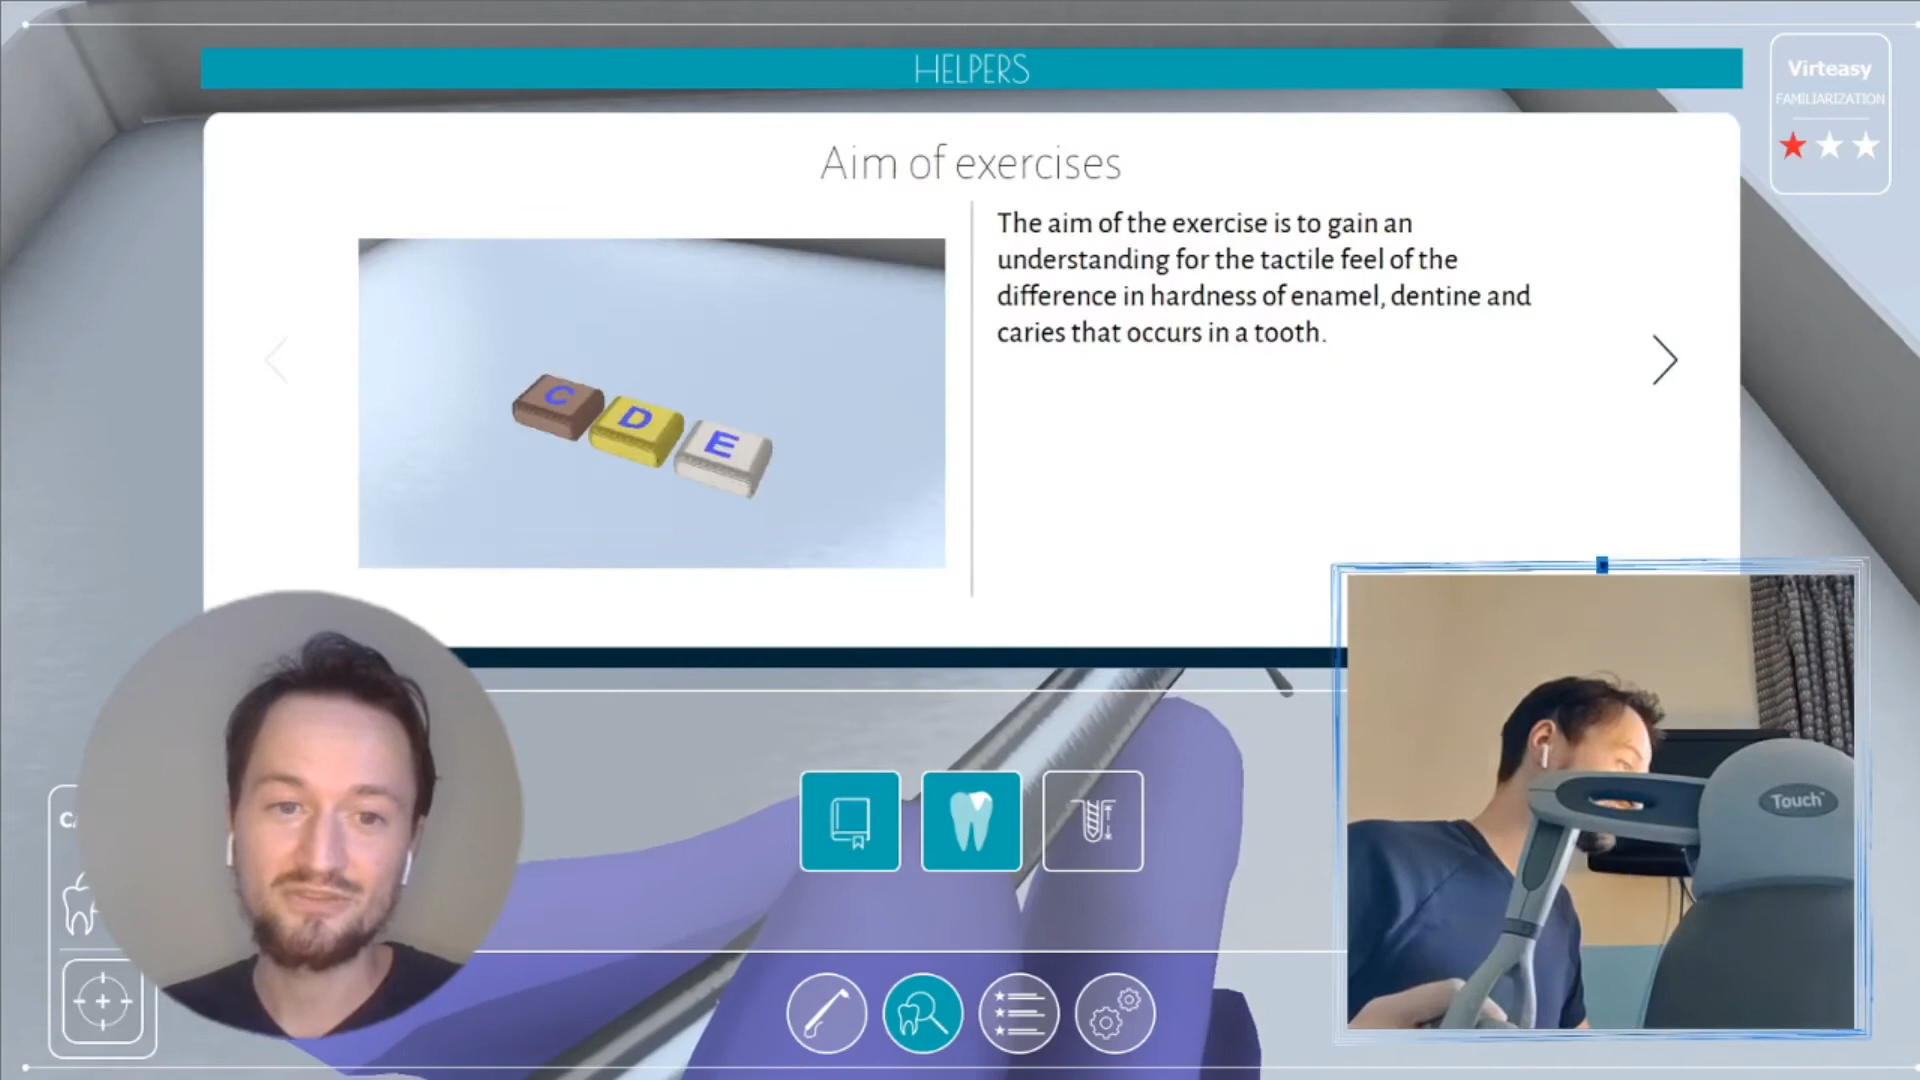 HELPERS
Virteasy
FAMILIARIZATION
Aim of exercises
The aim of the exercise is to gain an
understanding for the tactile feel of the
difference in hardness of enamel, dentine and
caries that occurs in a tooth.
C
D
E
Touch